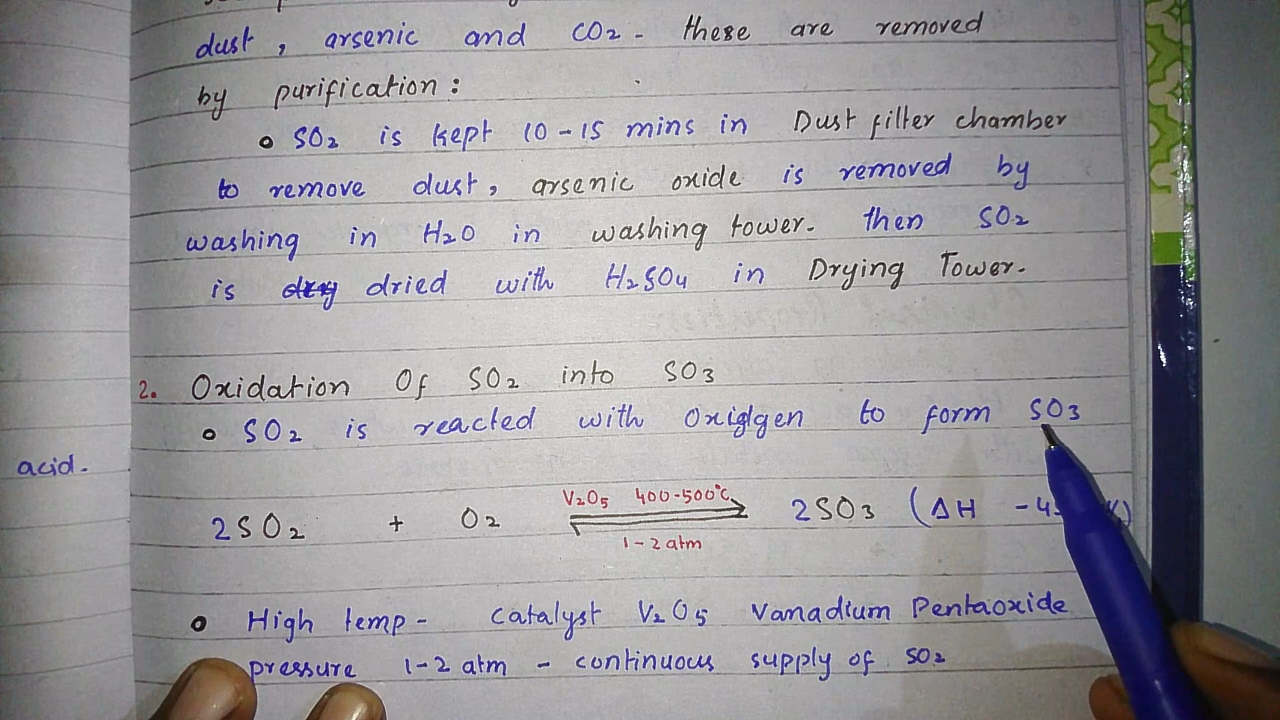 dust, arsenic and CO2. these are removed
by purification:
SO2 is kept 10-15 mins in Dust filter chamber
to remove dust, arsenic oxide is removed by
washing in H2O in washing tower. then SO2
is dried with H2SO4 in Drying Tower.
2. Oxidation Of SO2 into SO3
SO2 is reacted with to form SO3
acid.
V2O5 400-500°C
2SO2 + O2 ⇌ 2SO3 (ΔH
1-2 atm
High temp - Catalyst V2O5 Vanadium Pentaoxide
pressure 1-2 atm - continuous supply of SO2